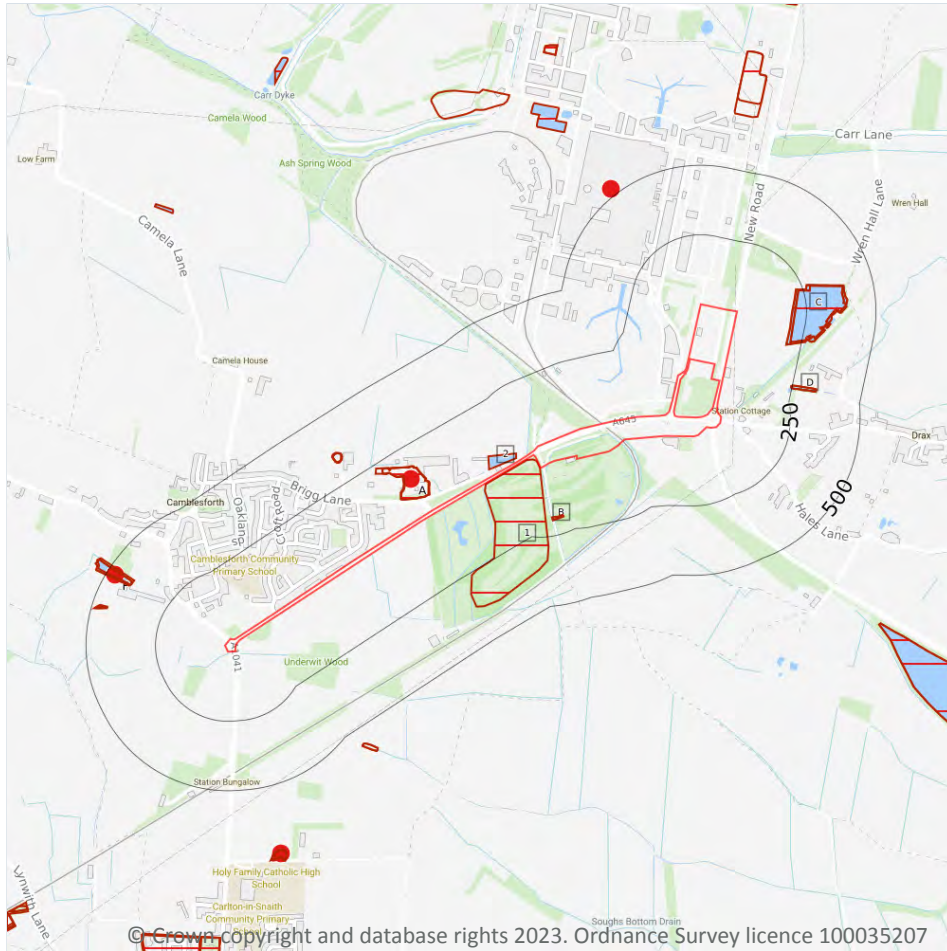 Carr Dyke
Camela Wood
Carr Lane
Low Farm
Ash Spring Wood
New Road
Wren Hall Lane
Wren Hall
Camela Lane
C
Camela House
D
Station Cottage
A645
250
Drax
2
Brigg Lane
A
Camblesforth
Oaklands
Croft Road
500
B
Hales Lane
1
Camblesforth Community
Primary School
A1041
Underwit Wood
Station Bungalow
Lynwith Lane
Holy Family Catholic High
School
Carlton-in-Snaith
Community Primary
School
Soughs Bottom Drain
© Crown copyright and database rights 2023. Ordnance Survey licence 100035207